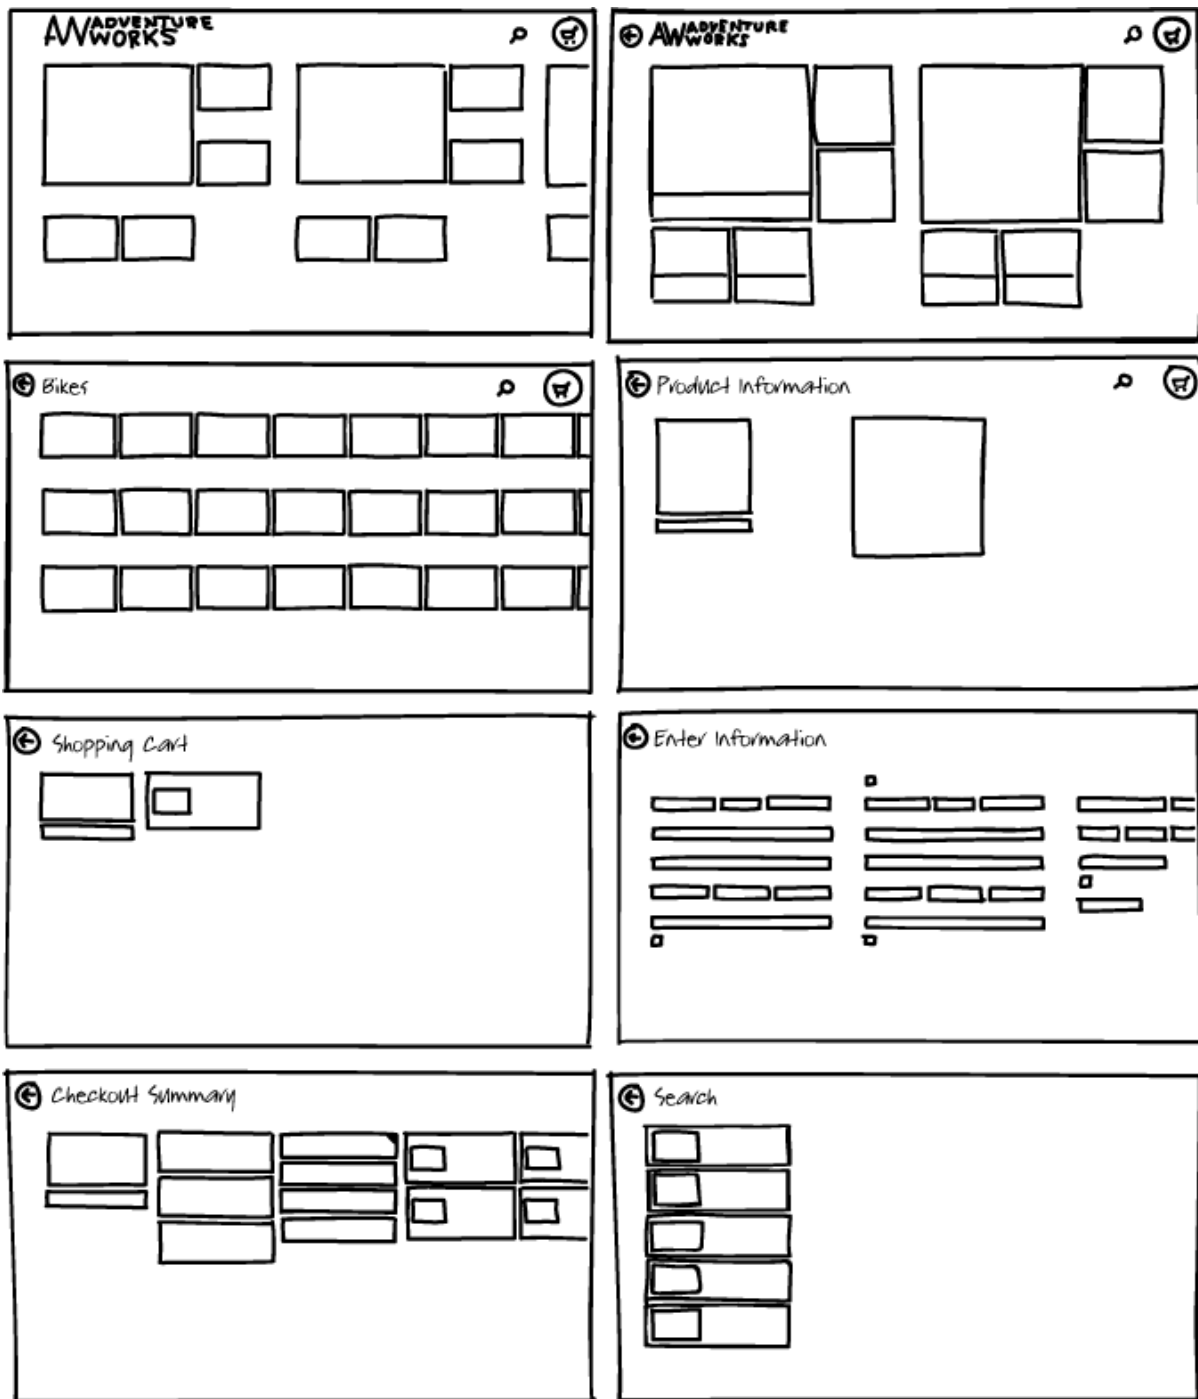 AW ADVENTURE
WORKS
AW ADVENTURE
WORKS
Bikes
Product Information
Shopping Cart
Enter Information
Checkout Summary
Search